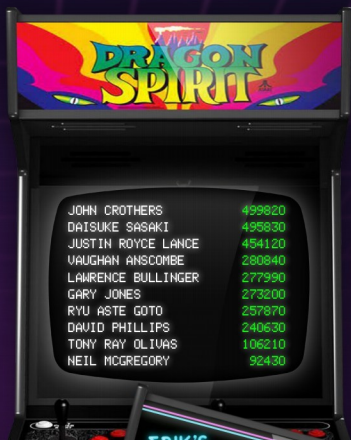 DRAGON
SPIRIT
JOHN CROTHERS 499820
DAISUKE SASAKI 495830
JUSTIN ROYCE LANCE 454120
VAUGHAN ANSCOMBE 280840
LAWRENCE BULLINGER 277990
GARY JONES 273200
RYU ASTE GOTO 257870
DAVID PHILLIPS 240630
TONY RAY OLIVAS 106210
NEIL MCGREGORY 92430
ERIK'S